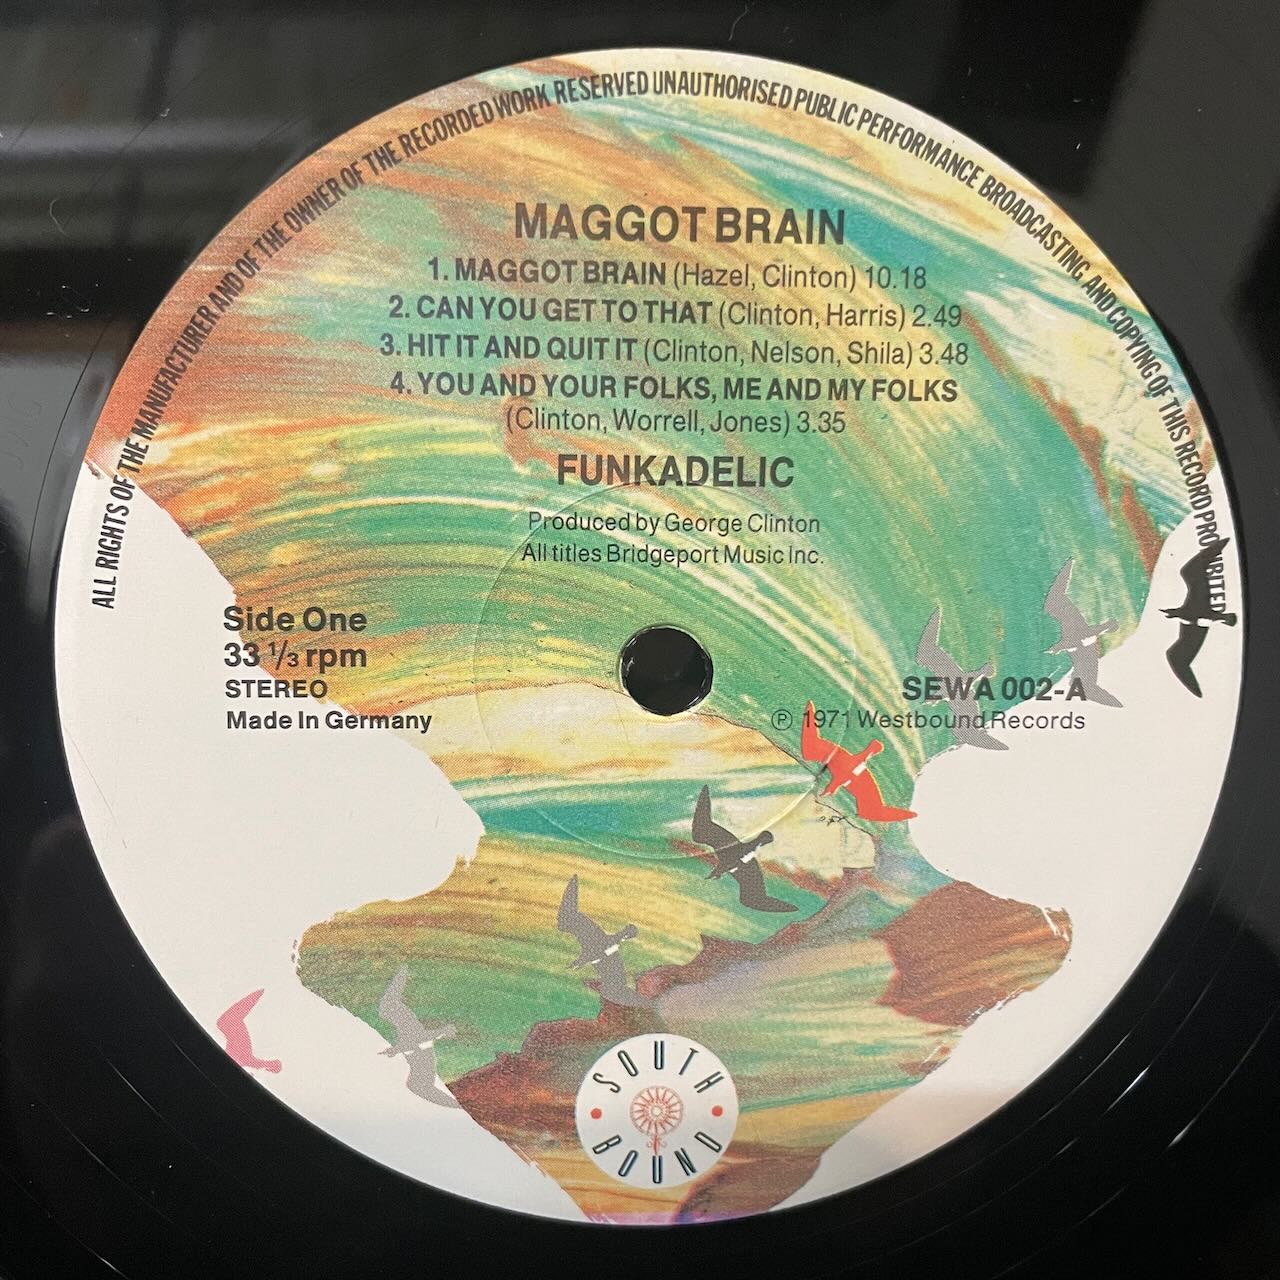 ALL RIGHTS OF THE MANUFACTURER AND OF THE OWNER OF THE RECORDED WORK RESERVED UNAUTHORISED PUBLIC PERFORMANCE BROADCASTING AND COPYING OF THIS RECORD PROHIBITED
MAGGOT BRAIN
1. MAGGOT BRAIN (Hazel, Clinton) 10.18
2. CAN YOU GET TO THAT (Clinton, Harris) 2.49
3. HIT IT AND QUIT IT (Clinton, Nelson, Shila) 3.48
4. YOU AND YOUR FOLKS, ME AND MY FOLKS
(Clinton, Worrell, Jones) 3.35
FUNKADELIC
Produced by George Clinton
All titles Bridgeport Music Inc.
Side One
33 1/3 rpm
STEREO
Made In Germany
SEWA 002-A
℗ 1971 Westbound Records
SOUTH
BOUND